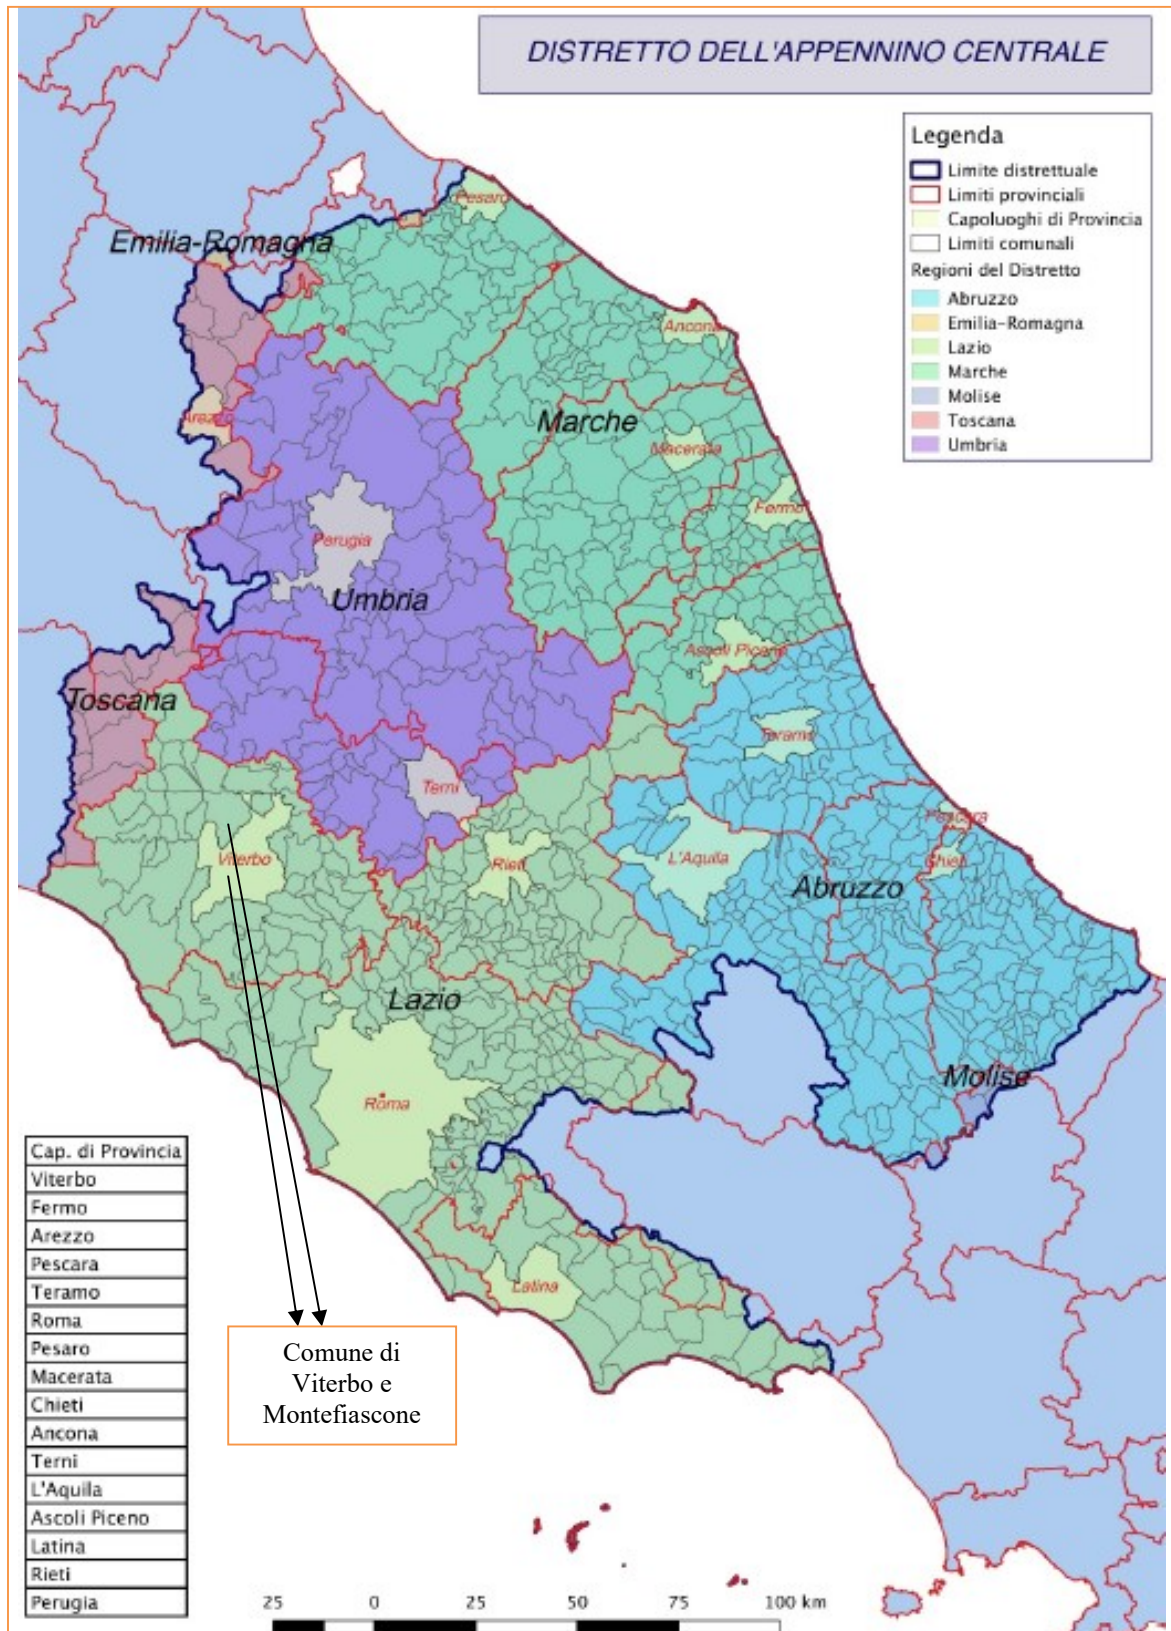 DISTRETTO DELL'APPENNINO CENTRALE
Legenda
Limite distrettuale
Limiti provinciali
Capoluoghi di Provincia
Limiti comunali
Regioni del Distretto
Abruzzo
Emilia-Romagna
Lazio
Marche
Molise
Toscana
Umbria
Pesaro
Emilia-Romagna
Ancona
Arezzo
Marche
Macerata
Fermo
Perugia
Umbria
Ascoli Piceno
Toscana
Teramo
Terni
Pescara
Viterbo
Rieti
L'Aquila
Chieti
Abruzzo
Lazio
Molise
Roma
Latina
Cap. di Provincia
Viterbo
Fermo
Arezzo
Pescara
Teramo
Roma
Pesaro
Macerata
Chieti
Ancona
Terni
L'Aquila
Ascoli Piceno
Latina
Rieti
Perugia
Comune di
Viterbo e
Montefiascone
25 0 25 50 75 100 km